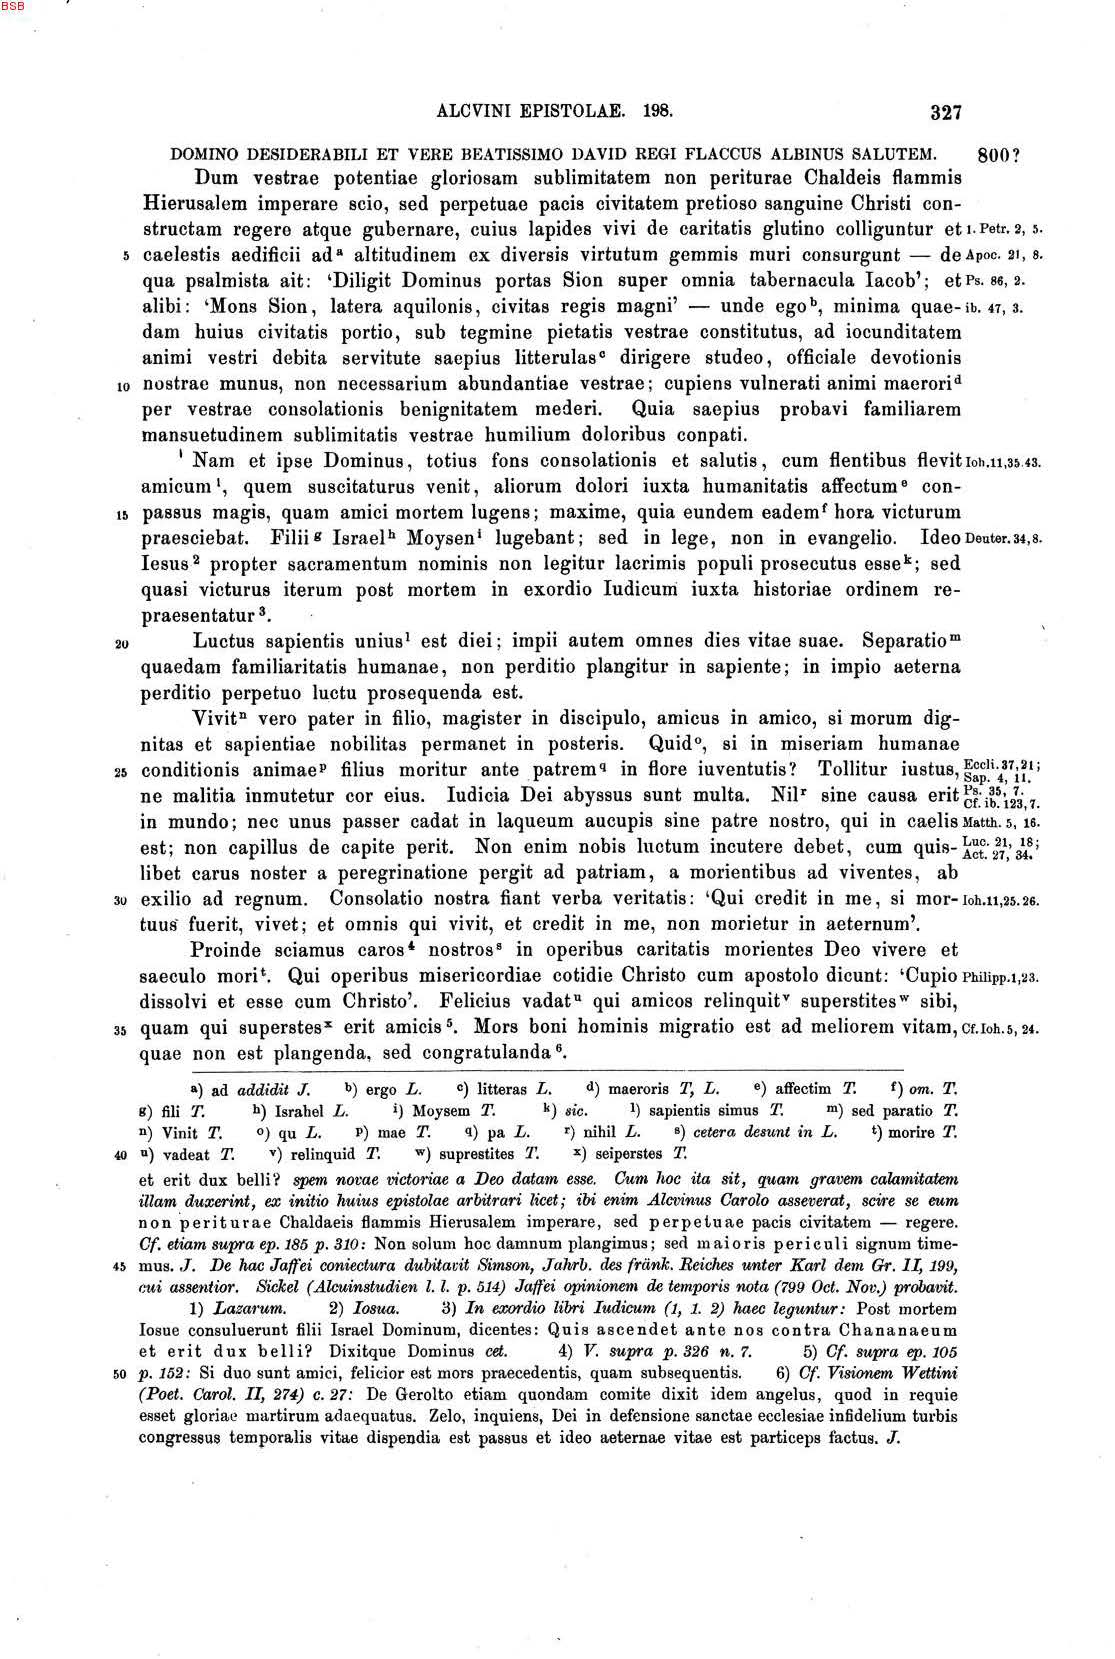 BSB
ALCVINI EPISTOLAE. 198. 327
DOMINO DESIDERABILI ET VERE BEATISSIMO DAVID REGI FLACCUS ALBINUS SALUTEM. 800?
Dum vestrae potentiae gloriosam sublimitatem non periturae Chaldeis flammis
Hierusalem imperare scio, sed perpetuae pacis civitatem pretioso sanguine Christi con-
structam regere atque gubernare, cuius lapides vivi de caritatis glutino colliguntur et 1. Petr. 2, 5.
5 caelestis aedificii ad a altitudinem ex diversis virtutum gemmis muri consurgunt — de Apoc. 21, 8.
qua psalmista ait: ‘Diligit Dominus portas Sion super omnia tabernacula Iacob’; et Ps. 86, 2.
alibi: ‘Mons Sion, latera aquilonis, civitas regis magni’ — unde ego b, minima quae- ib. 47, 3.
dam huius civitatis portio, sub tegmine pietatis vestrae constitutus, ad iocunditatem
animi vestri debita servitute saepius litterulas c dirigere studeo, officiale devotionis
10 nostrae munus, non necessarium abundantiae vestrae; cupiens vulnerati animi maerori d
per vestrae consolationis benignitatem mederi. Quia saepius probavi familiarem
mansuetudinem sublimitatis vestrae humilium doloribus conpati.
Nam et ipse Dominus, totius fons consolationis et salutis, cum flentibus flevit Ioh.11,35.43.
amicum 1, quem suscitaturus venit, aliorum dolori iuxta humanitatis affectum e con-
15 passus magis, quam amici mortem lugens; maxime, quia eundem eadem f hora victurum
praesciebat. Filii g Israel h Moysen i lugebant; sed in lege, non in evangelio. Ideo Deuter. 34, 8.
Iesus 2 propter sacramentum nominis non legitur lacrimis populi prosecutus esse k; sed
quasi victurus iterum post mortem in exordio Iudicum iuxta historiae ordinem re-
praesentatur 3.
20 Luctus sapientis unius l est diei; impii autem omnes dies vitae suae. Separatio m
quaedam familiaritatis humanae, non perditio plangitur in sapiente; in impio aeterna
perditio perpetuo luctu prosequenda est.
Vivit n vero pater in filio, magister in discipulo, amicus in amico, si morum dig-
nitas et sapientiae nobilitas permanet in posteris. Quid o, si in miseriam humanae
25 conditionis animae p filius moritur ante patrem q in flore iuventutis? Tollitur iustus, Eccli. 37, 21; Sap. 4, 11.
ne malitia inmutetur cor eius. Iudicia Dei abyssus sunt multa. Nil r sine causa erit Ps. 35, 7. Cf. ib. 123, 7.
in mundo; nec unus passer cadat in laqueum aucupis sine patre nostro, qui in caelis Matth. 5, 16.
est; non capillus de capite perit. Non enim nobis luctum incutere debet, cum quis- Luc. 21, 18; Act. 27, 34.
libet carus noster a peregrinatione pergit ad patriam, a morientibus ad viventes, ab
30 exilio ad regnum. Consolatio nostra fiant verba veritatis: ‘Qui credit in me, si mor- Ioh.11,25.26.
tuus fuerit, vivet; et omnis qui vivit, et credit in me, non morietur in aeternum’.
Proinde sciamus caros 4 nostros s in operibus caritatis morientes Deo vivere et
saeculo mori t. Qui operibus misericordiae cotidie Christo cum apostolo dicunt: ‘Cupio Philipp.1,23.
dissolvi et esse cum Christo’. Felicius vadat u qui amicos relinquit v superstites w sibi,
35 quam qui superstes x erit amicis 5. Mors boni hominis migratio est ad meliorem vitam, Cf. Ioh. 5, 24.
quae non est plangenda, sed congratulanda 6.
a) ad addidit J. b) ergo L. c) litteras L. d) maeroris T, L. e) affectim T. f) om. T.
g) fili T. h) Israhel L. i) Moysem T. k) sic. l) sapientis simus T. m) sed paratio T.
n) Vinit T. o) qu L. p) mae T. q) pa L. r) nihil L. s) cetera desunt in L. t) morire T.
40 u) vadeat T. v) relinquid T. w) suprestites T. x) seiperstes T.
et erit dux belli? spem novae victoriae a Deo datam esse. Cum hoc ita sit, quam gravem calamitatem
illam duxerint, ex initio huius epistolae arbitrari licet; ibi enim Alcvinus Carolo asseverat, scire se eum
non periturae Chaldaeis flammis Hierusalem imperare, sed perpetuae pacis civitatem — regere.
Cf. etiam supra ep. 185 p. 310: Non solum hoc damnum plangimus; sed maioris periculi signum time-
45 mus. J. De hac Jaffei coniectura dubitavit Simson, Jahrb. des fränk. Reiches unter Karl dem Gr. II, 199,
cui assentior. Sickel (Alcuinstudien l. l. p. 514) Jaffei opinionem de temporis nota (799 Oct. Nov.) probavit.
1) Lazarum. 2) Iosua. 3) In exordio libri Iudicum (1, 1. 2) haec leguntur: Post mortem
Iosue consuluerunt filii Israel Dominum, dicentes: Quis ascendet ante nos contra Chananaeum
et erit dux belli? Dixitque Dominus cet. 4) V. supra p. 326 n. 7. 5) Cf. supra ep. 105
50 p. 152: Si duo sunt amici, felicior est mors praecedentis, quam subsequentis. 6) Cf. Visionem Wettini
(Poet. Carol. II, 274) c. 27: De Gerolto etiam quondam comite dixit idem angelus, quod in requie
esset gloriae martirum adaequatus. Zelo, inquiens, Dei in defensione sanctae ecclesiae infidelium turbis
congressus temporalis vitae dispendia est passus et ideo aeternae vitae est particeps factus. J.